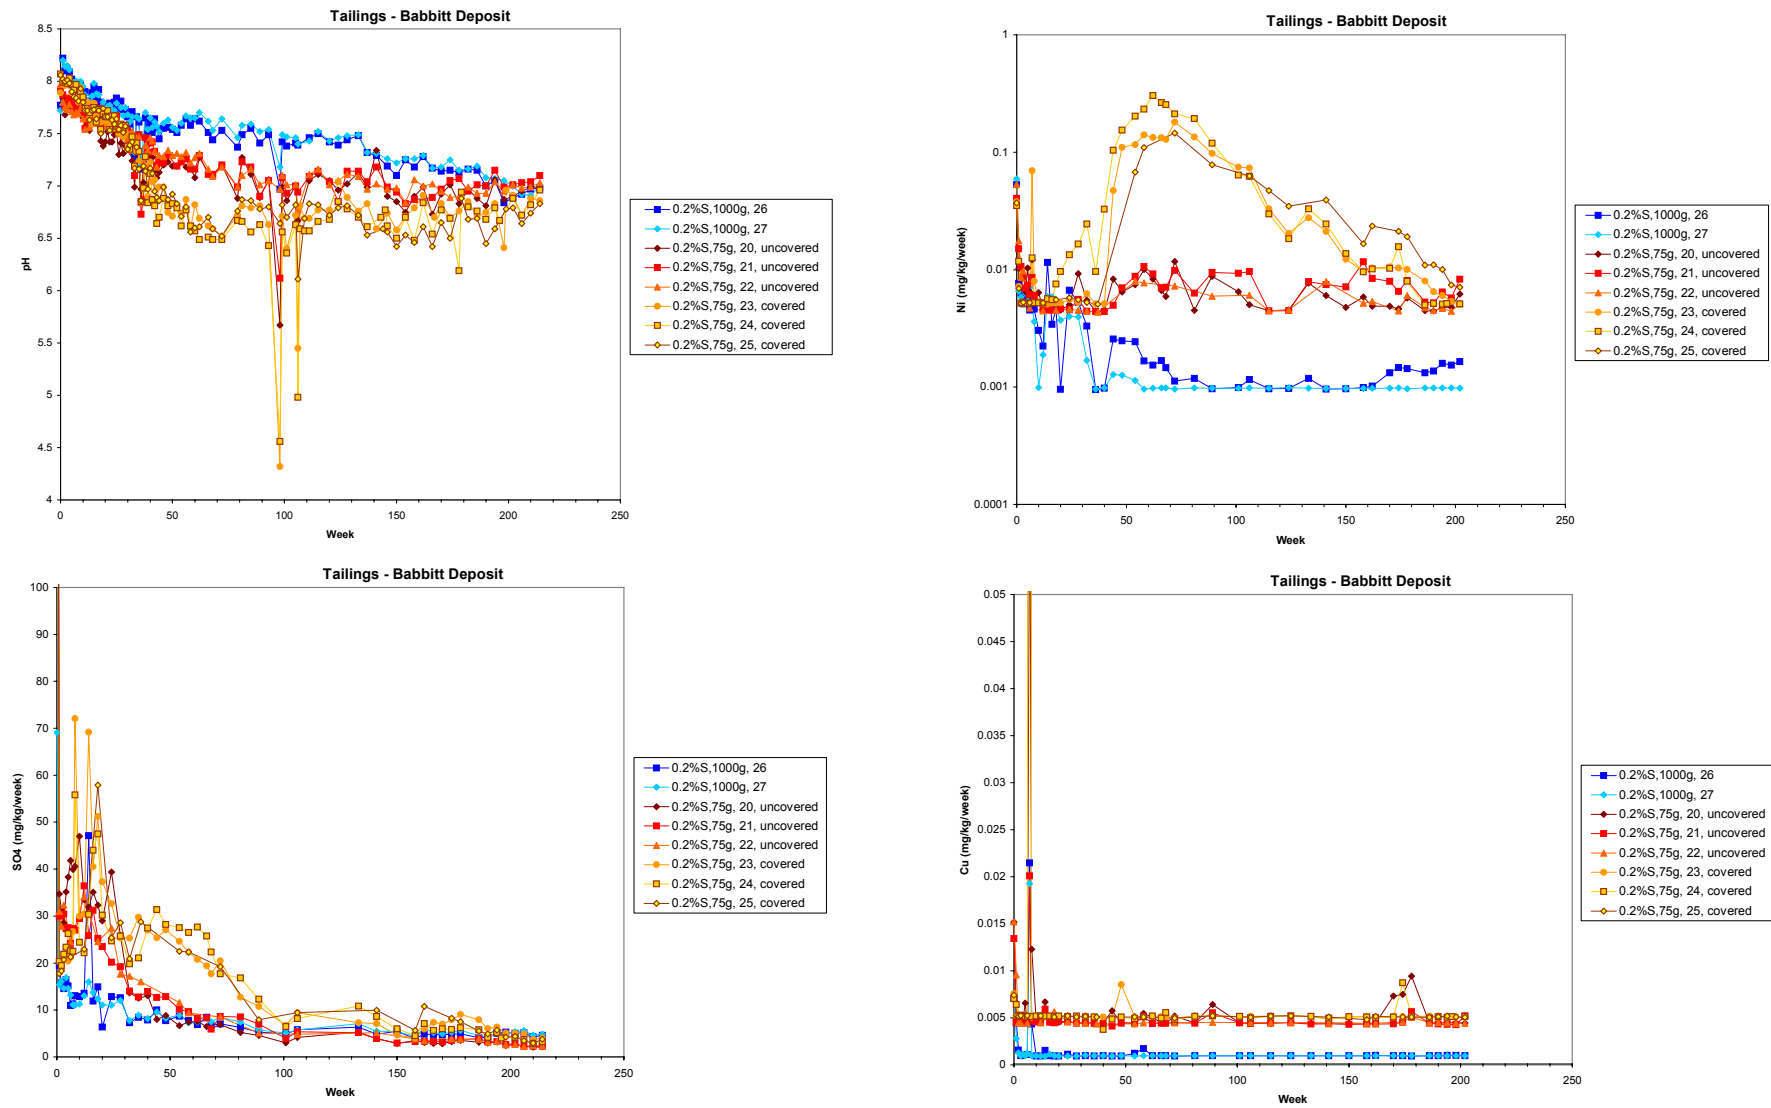 Tailings - Babbitt Deposit
8.5
8
7.5
7
6.5
6
5.5
5
4.5
4
pH
0 50 100 150 200 250
Week
0.2%S,1000g, 26
0.2%S,1000g, 27
0.2%S,75g, 20, uncovered
0.2%S,75g, 21, uncovered
0.2%S,75g, 22, uncovered
0.2%S,75g, 23, covered
0.2%S,75g, 24, covered
0.2%S,75g, 25, covered
Tailings - Babbitt Deposit
1
0.1
0.01
0.001
0.0001
Ni (mg/kg/week)
0 50 100 150 200 250
Week
0.2%S,1000g, 26
0.2%S,1000g, 27
0.2%S,75g, 20, uncovered
0.2%S,75g, 21, uncovered
0.2%S,75g, 22, uncovered
0.2%S,75g, 23, covered
0.2%S,75g, 24, covered
0.2%S,75g, 25, covered
Tailings - Babbitt Deposit
100
90
80
70
60
50
40
30
20
10
0
SO4 (mg/kg/week)
0 50 100 150 200 250
Week
0.2%S,1000g, 26
0.2%S,1000g, 27
0.2%S,75g, 20, uncovered
0.2%S,75g, 21, uncovered
0.2%S,75g, 22, uncovered
0.2%S,75g, 23, covered
0.2%S,75g, 24, covered
0.2%S,75g, 25, covered
Tailings - Babbitt Deposit
0.05
0.045
0.04
0.035
0.03
0.025
0.02
0.015
0.01
0.005
0
Cu (mg/kg/week)
0 50 100 150 200 250
Week
0.2%S,1000g, 26
0.2%S,1000g, 27
0.2%S,75g, 20, uncovered
0.2%S,75g, 21, uncovered
0.2%S,75g, 22, uncovered
0.2%S,75g, 23, covered
0.2%S,75g, 24, covered
0.2%S,75g, 25, covered